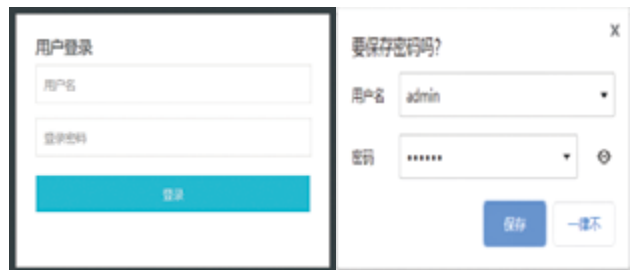 用户登录
用户名
登录密码
登录
要保存密码吗?
X
用户名 admin
密码 ••••••
保存 一律不